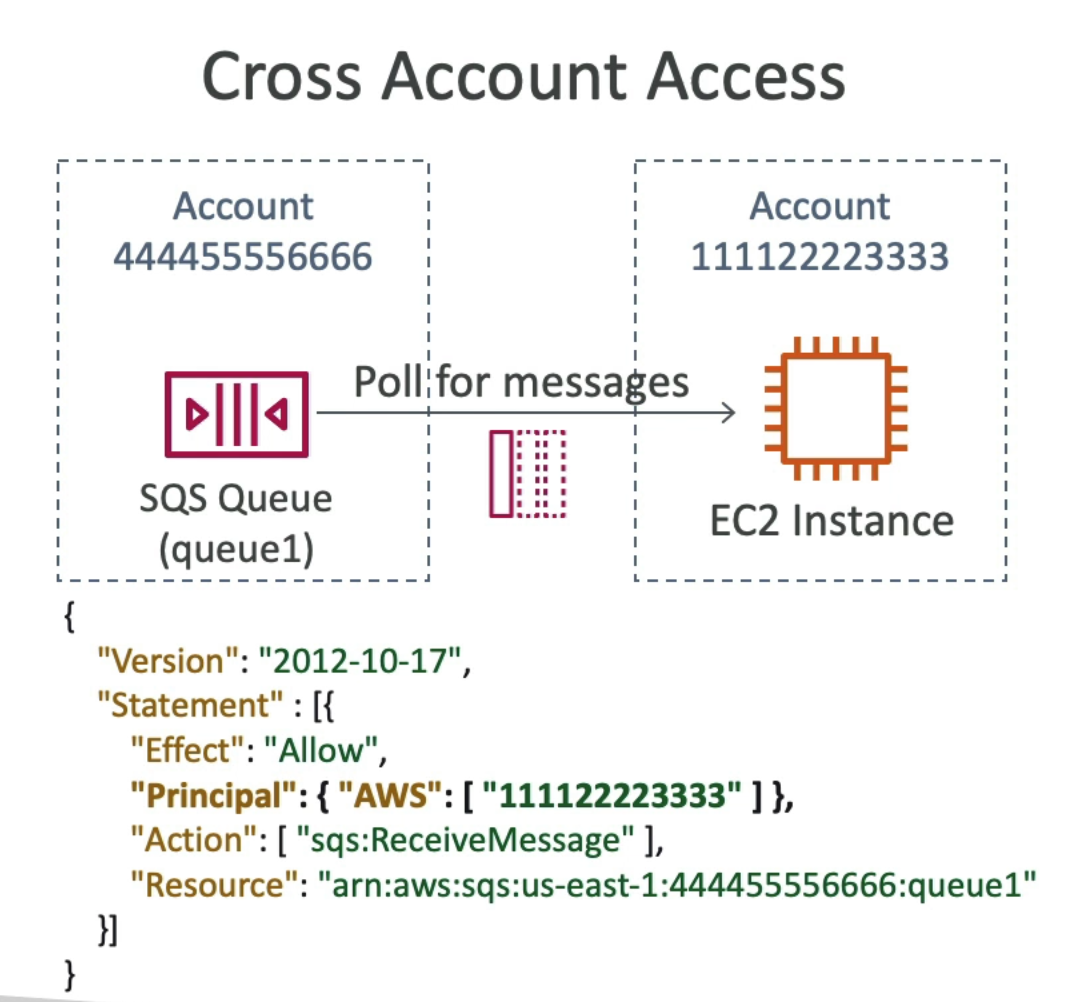 Cross Account Access
Account
444455556666
Account
111122223333
Poll for messages
SQS Queue
(queue1)
EC2 Instance
{
"Version": "2012-10-17",
"Statement" : [{
"Effect": "Allow",
"Principal": { "AWS": [ "111122223333" ] },
"Action": [ "sqs:ReceiveMessage" ],
"Resource": "arn:aws:sqs:us-east-1:444455556666:queue1"
}]
}